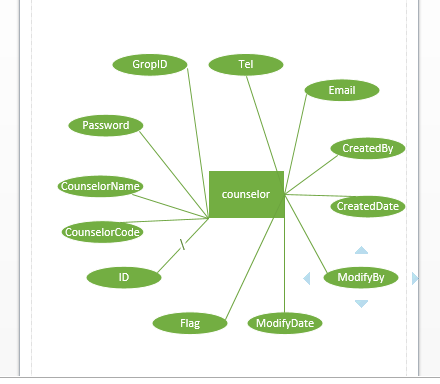 GropID
Tel
Email
Password
CreatedBy
CounselorName
counselor
CreatedDate
CounselorCode
ID
ModifyBy
Flag
ModifyDate